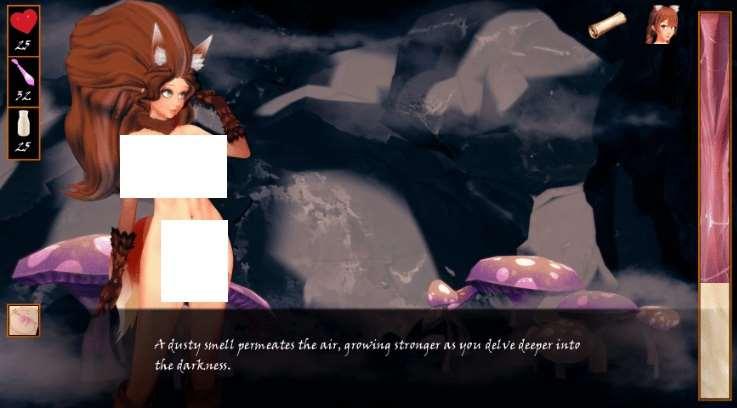 25
32
25
A dusty smell permeates the air, growing stronger as you delve deeper into
the darkness.